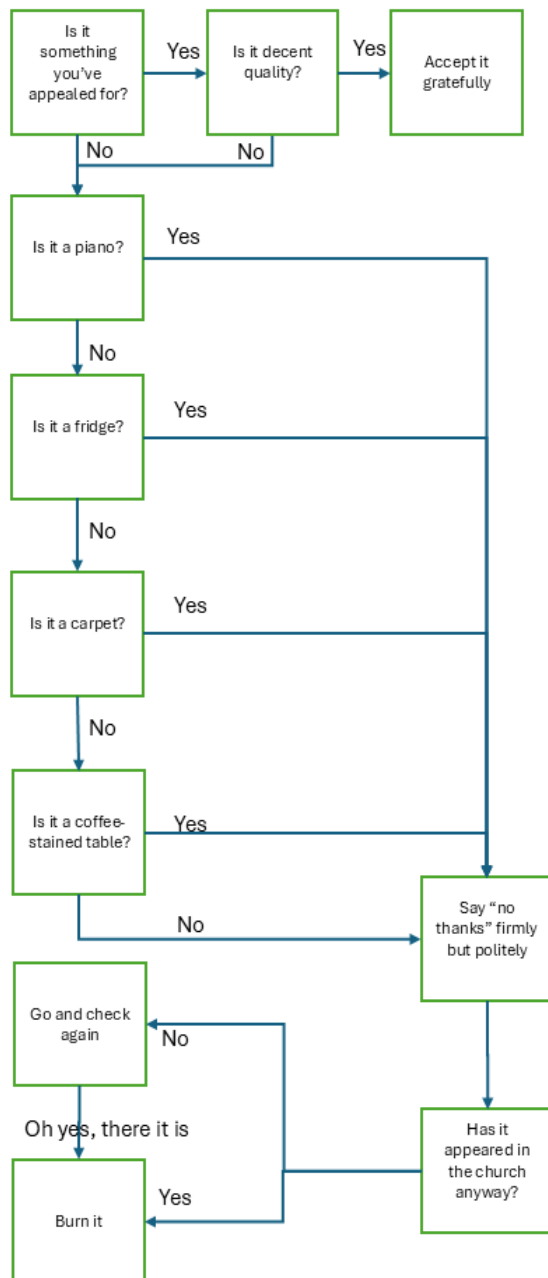 Is it
something
you've
appealed for?
Yes
Is it decent
quality?
Yes
Accept it
gratefully
No
No
Is it a piano?
Yes
No
Is it a fridge?
Yes
No
Is it a carpet?
Yes
No
Is it a coffee-
stained table?
Yes
No
Say “no
thanks” firmly
but politely
Go and check
again
No
Oh yes, there it is
Has it
appeared in
the church
anyway?
Yes
Burn it